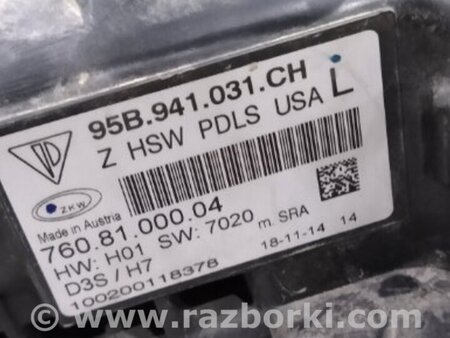 95B.941.031.CH
Z HSW PDLS USA L
ZKW
Made in Austria
760.81.000.04
HW: H01 SW: 7020 m. SRA
D3S / H7
18-11-14 14
100200118378
© www.razborki.com